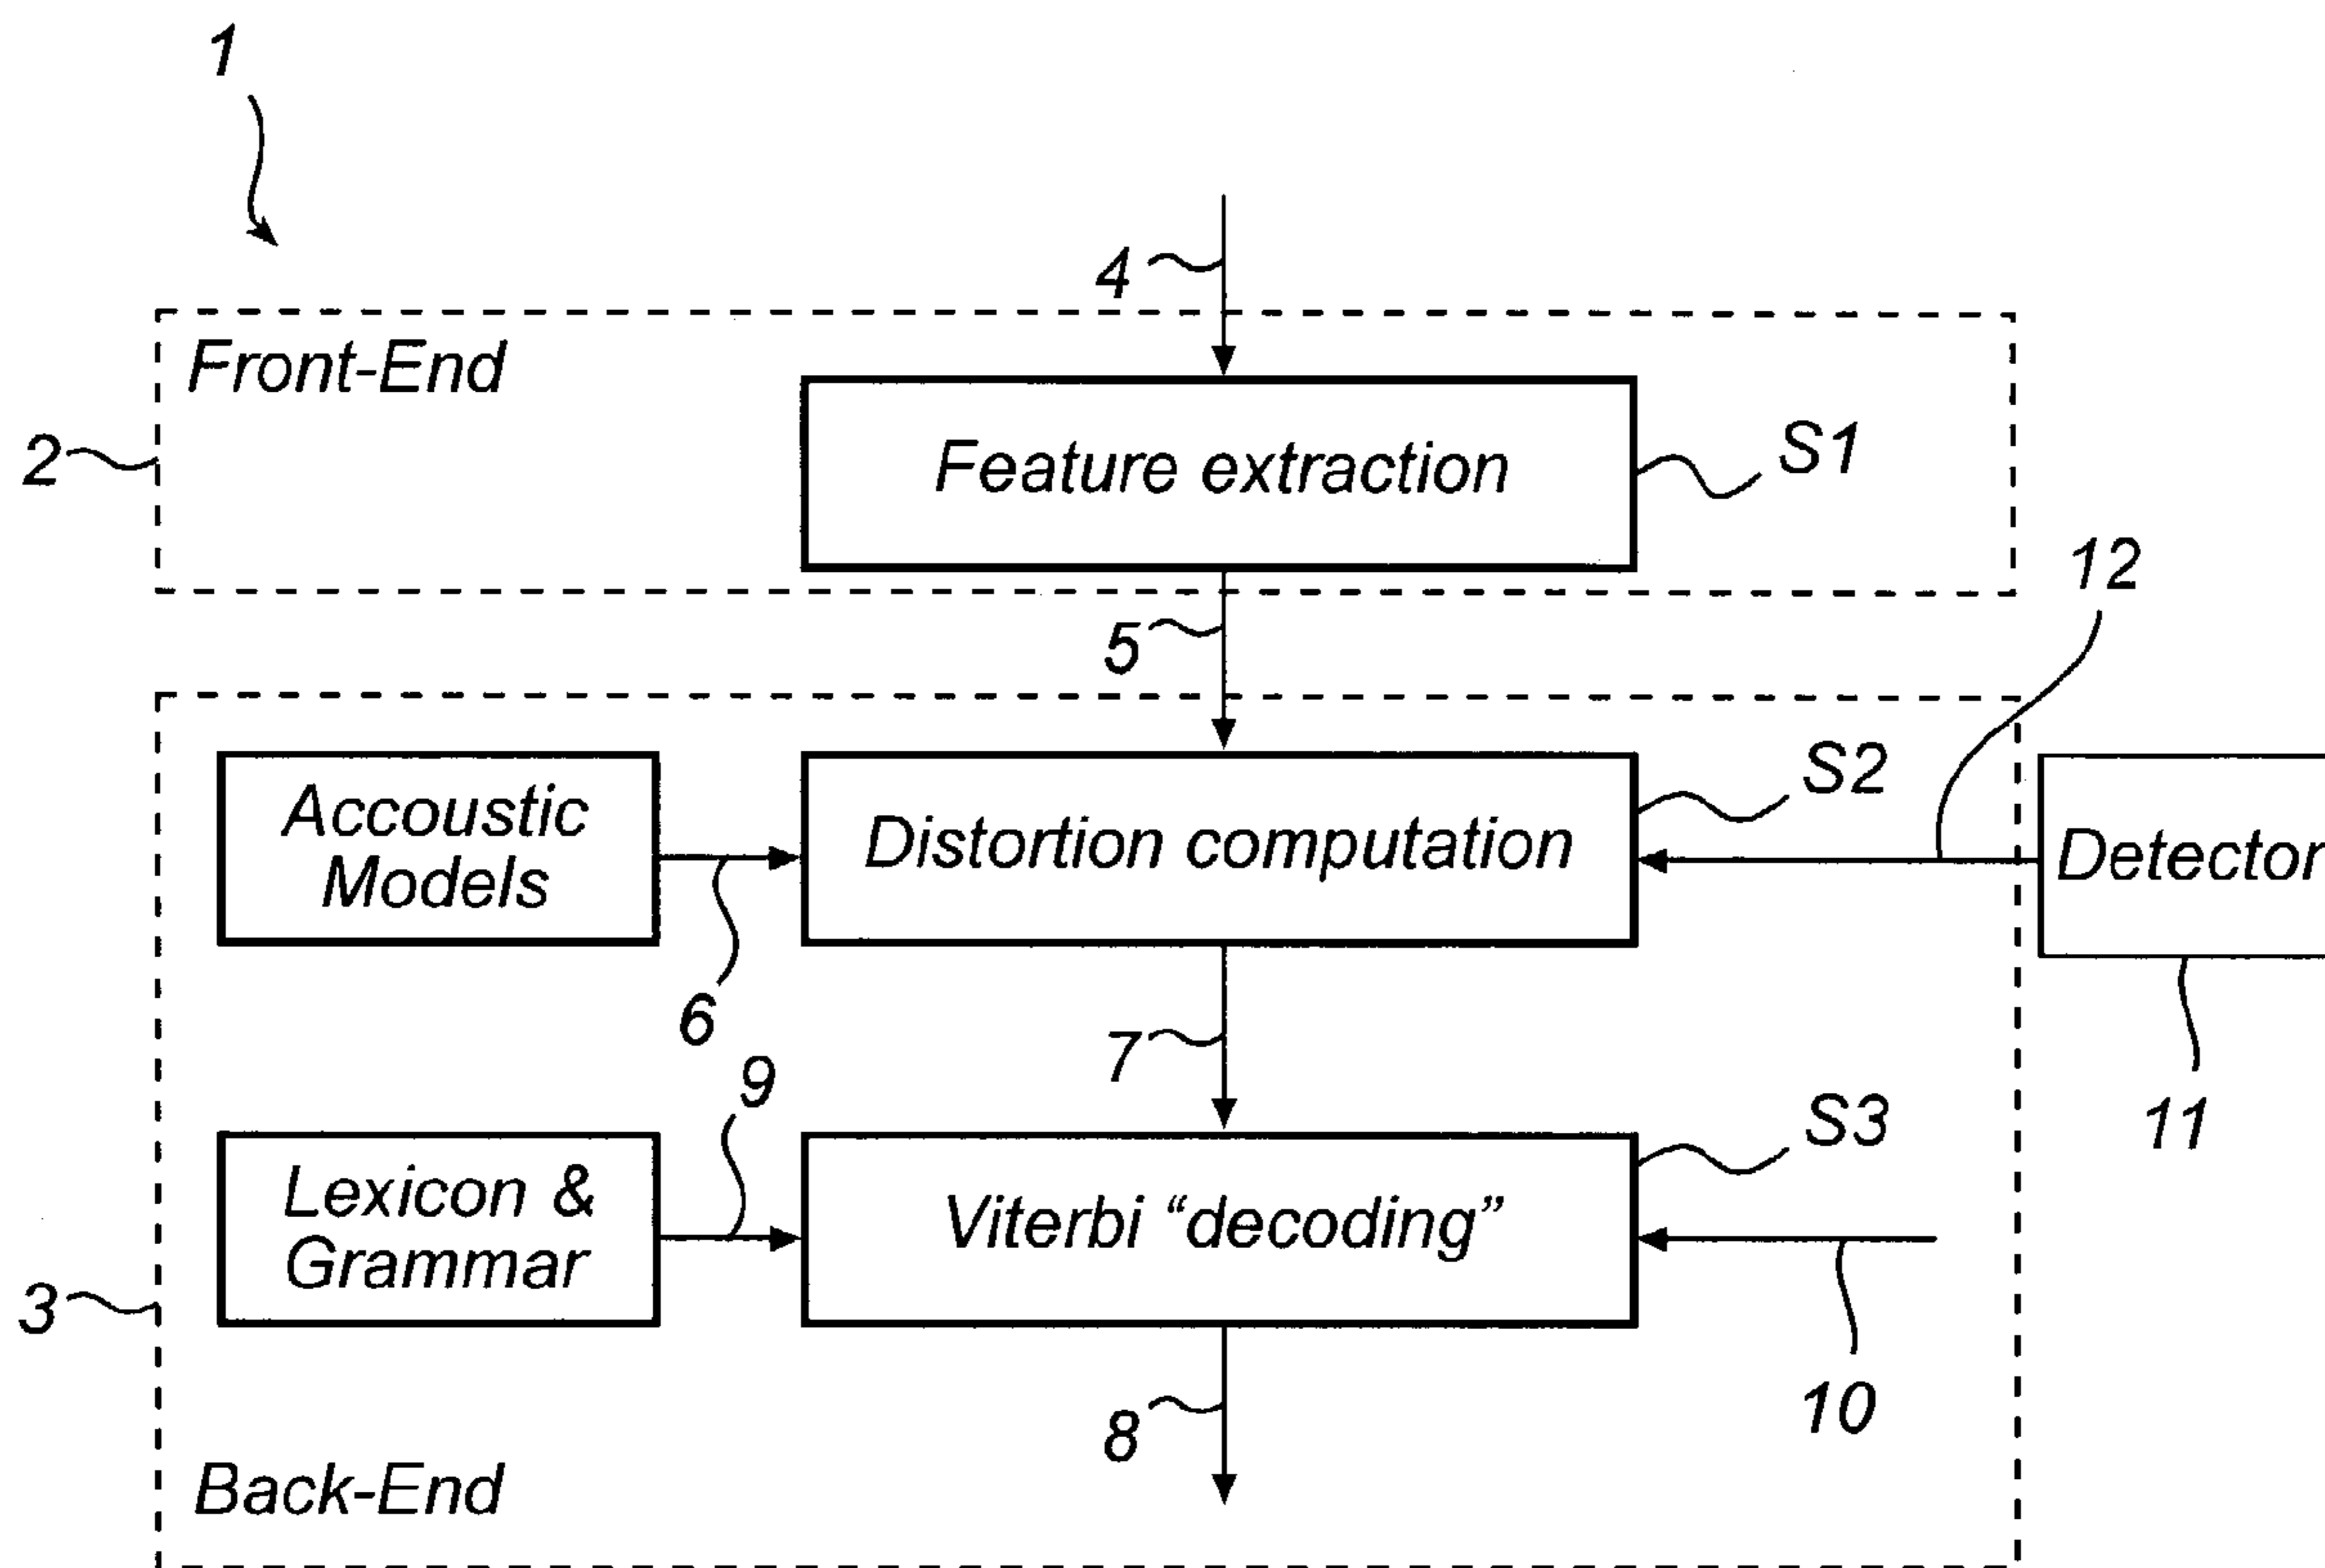 1
4
Front-End
2
Feature extraction
S1
12
5
S2
Accoustic
Models
Distortion computation
Detector
6
7
11
9
S3
Lexicon &
Grammar
Viterbi “decoding”
3
10
8
Back-End